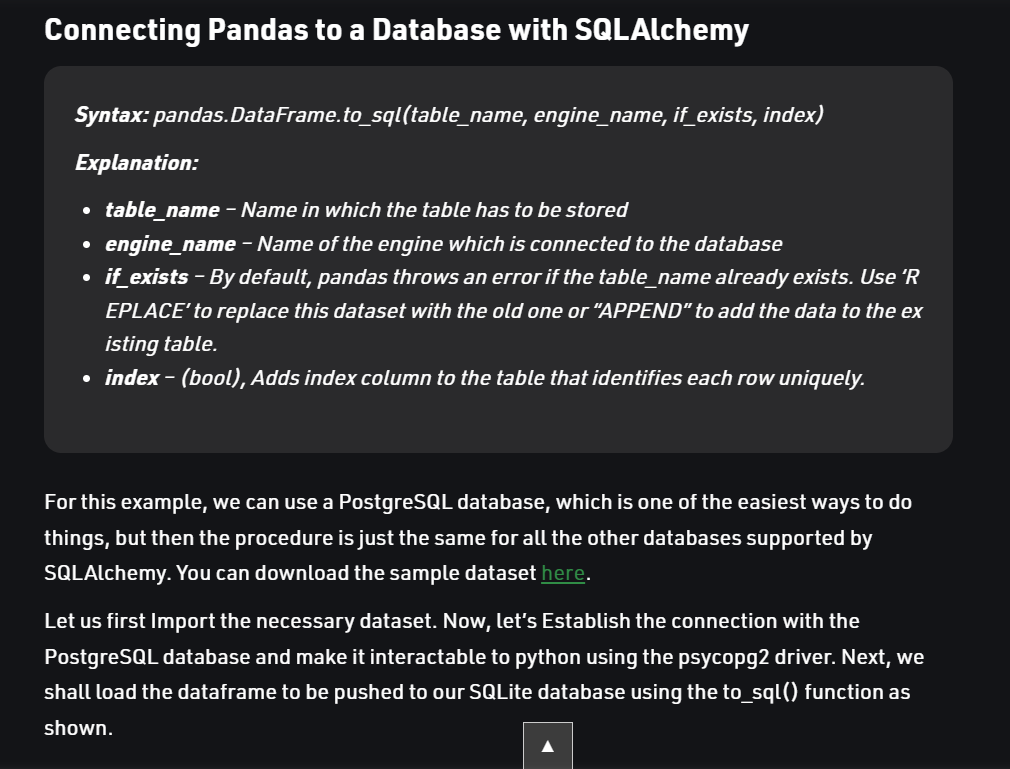 Connecting Pandas to a Database with SQLAlchemy
Syntax: pandas.DataFrame.to_sql(table_name, engine_name, if_exists, index)
Explanation:
• table_name – Name in which the table has to be stored
• engine_name – Name of the engine which is connected to the database
• if_exists – By default, pandas throws an error if the table_name already exists. Use ‘R
EPLACE’ to replace this dataset with the old one or “APPEND” to add the data to the ex
isting table.
• index – (bool), Adds index column to the table that identifies each row uniquely.
For this example, we can use a PostgreSQL database, which is one of the easiest ways to do
things, but then the procedure is just the same for all the other databases supported by
SQLAlchemy. You can download the sample dataset here.
Let us first Import the necessary dataset. Now, let’s Establish the connection with the
PostgreSQL database and make it interactable to python using the psycopg2 driver. Next, we
shall load the dataframe to be pushed to our SQLite database using the to_sql() function as
shown.
▲